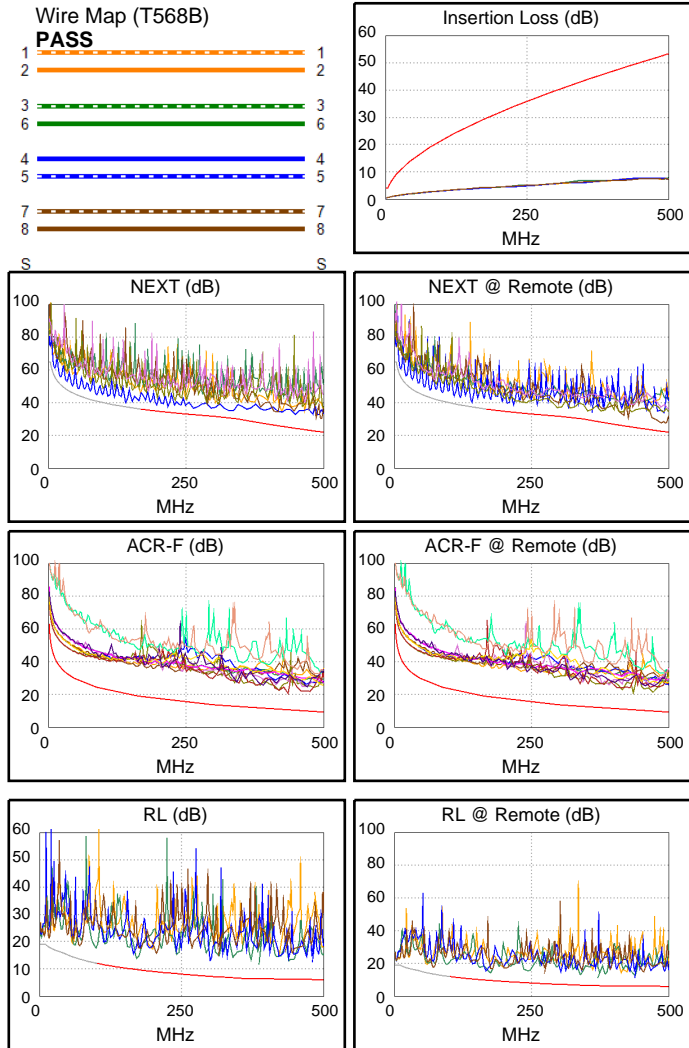 Wire Map (T568B)
PASS
1 1
2 2
3 3
6 6
4 4
5 5
7 7
8 8
S S
Insertion Loss (dB)
60
50
40
30
20
10
0
0 250 500
MHz
NEXT (dB)
100
80
60
40
20
0
0 250 500
MHz
NEXT @ Remote (dB)
100
80
60
40
20
0
0 250 500
MHz
ACR-F (dB)
100
80
60
40
20
0
0 250 500
MHz
ACR-F @ Remote (dB)
100
80
60
40
20
0
0 250 500
MHz
RL (dB)
60
50
40
30
20
10
0
0 250 500
MHz
RL @ Remote (dB)
100
80
60
40
20
0
0 250 500
MHz